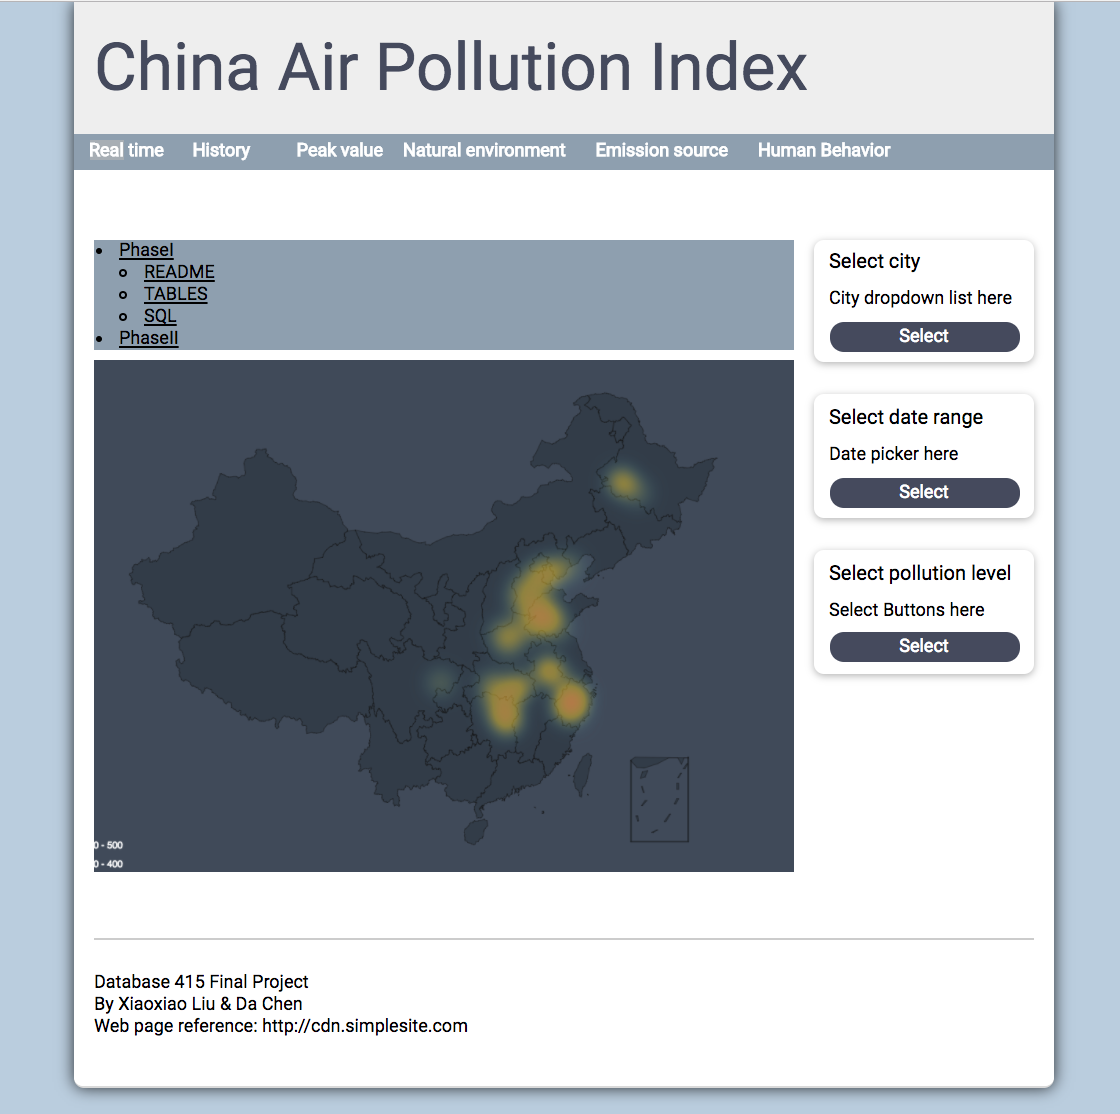 China Air Pollution Index
Real time History Peak value Natural environment Emission source Human Behavior
PhaseI
README
TABLES
SQL
PhaseII
Select city
City dropdown list here
Select
Select date range
Date picker here
Select
Select pollution level
Select Buttons here
Select
0 - 500
0 - 400
Database 415 Final Project
By Xiaoxiao Liu & Da Chen
Web page reference: http://cdn.simplesite.com